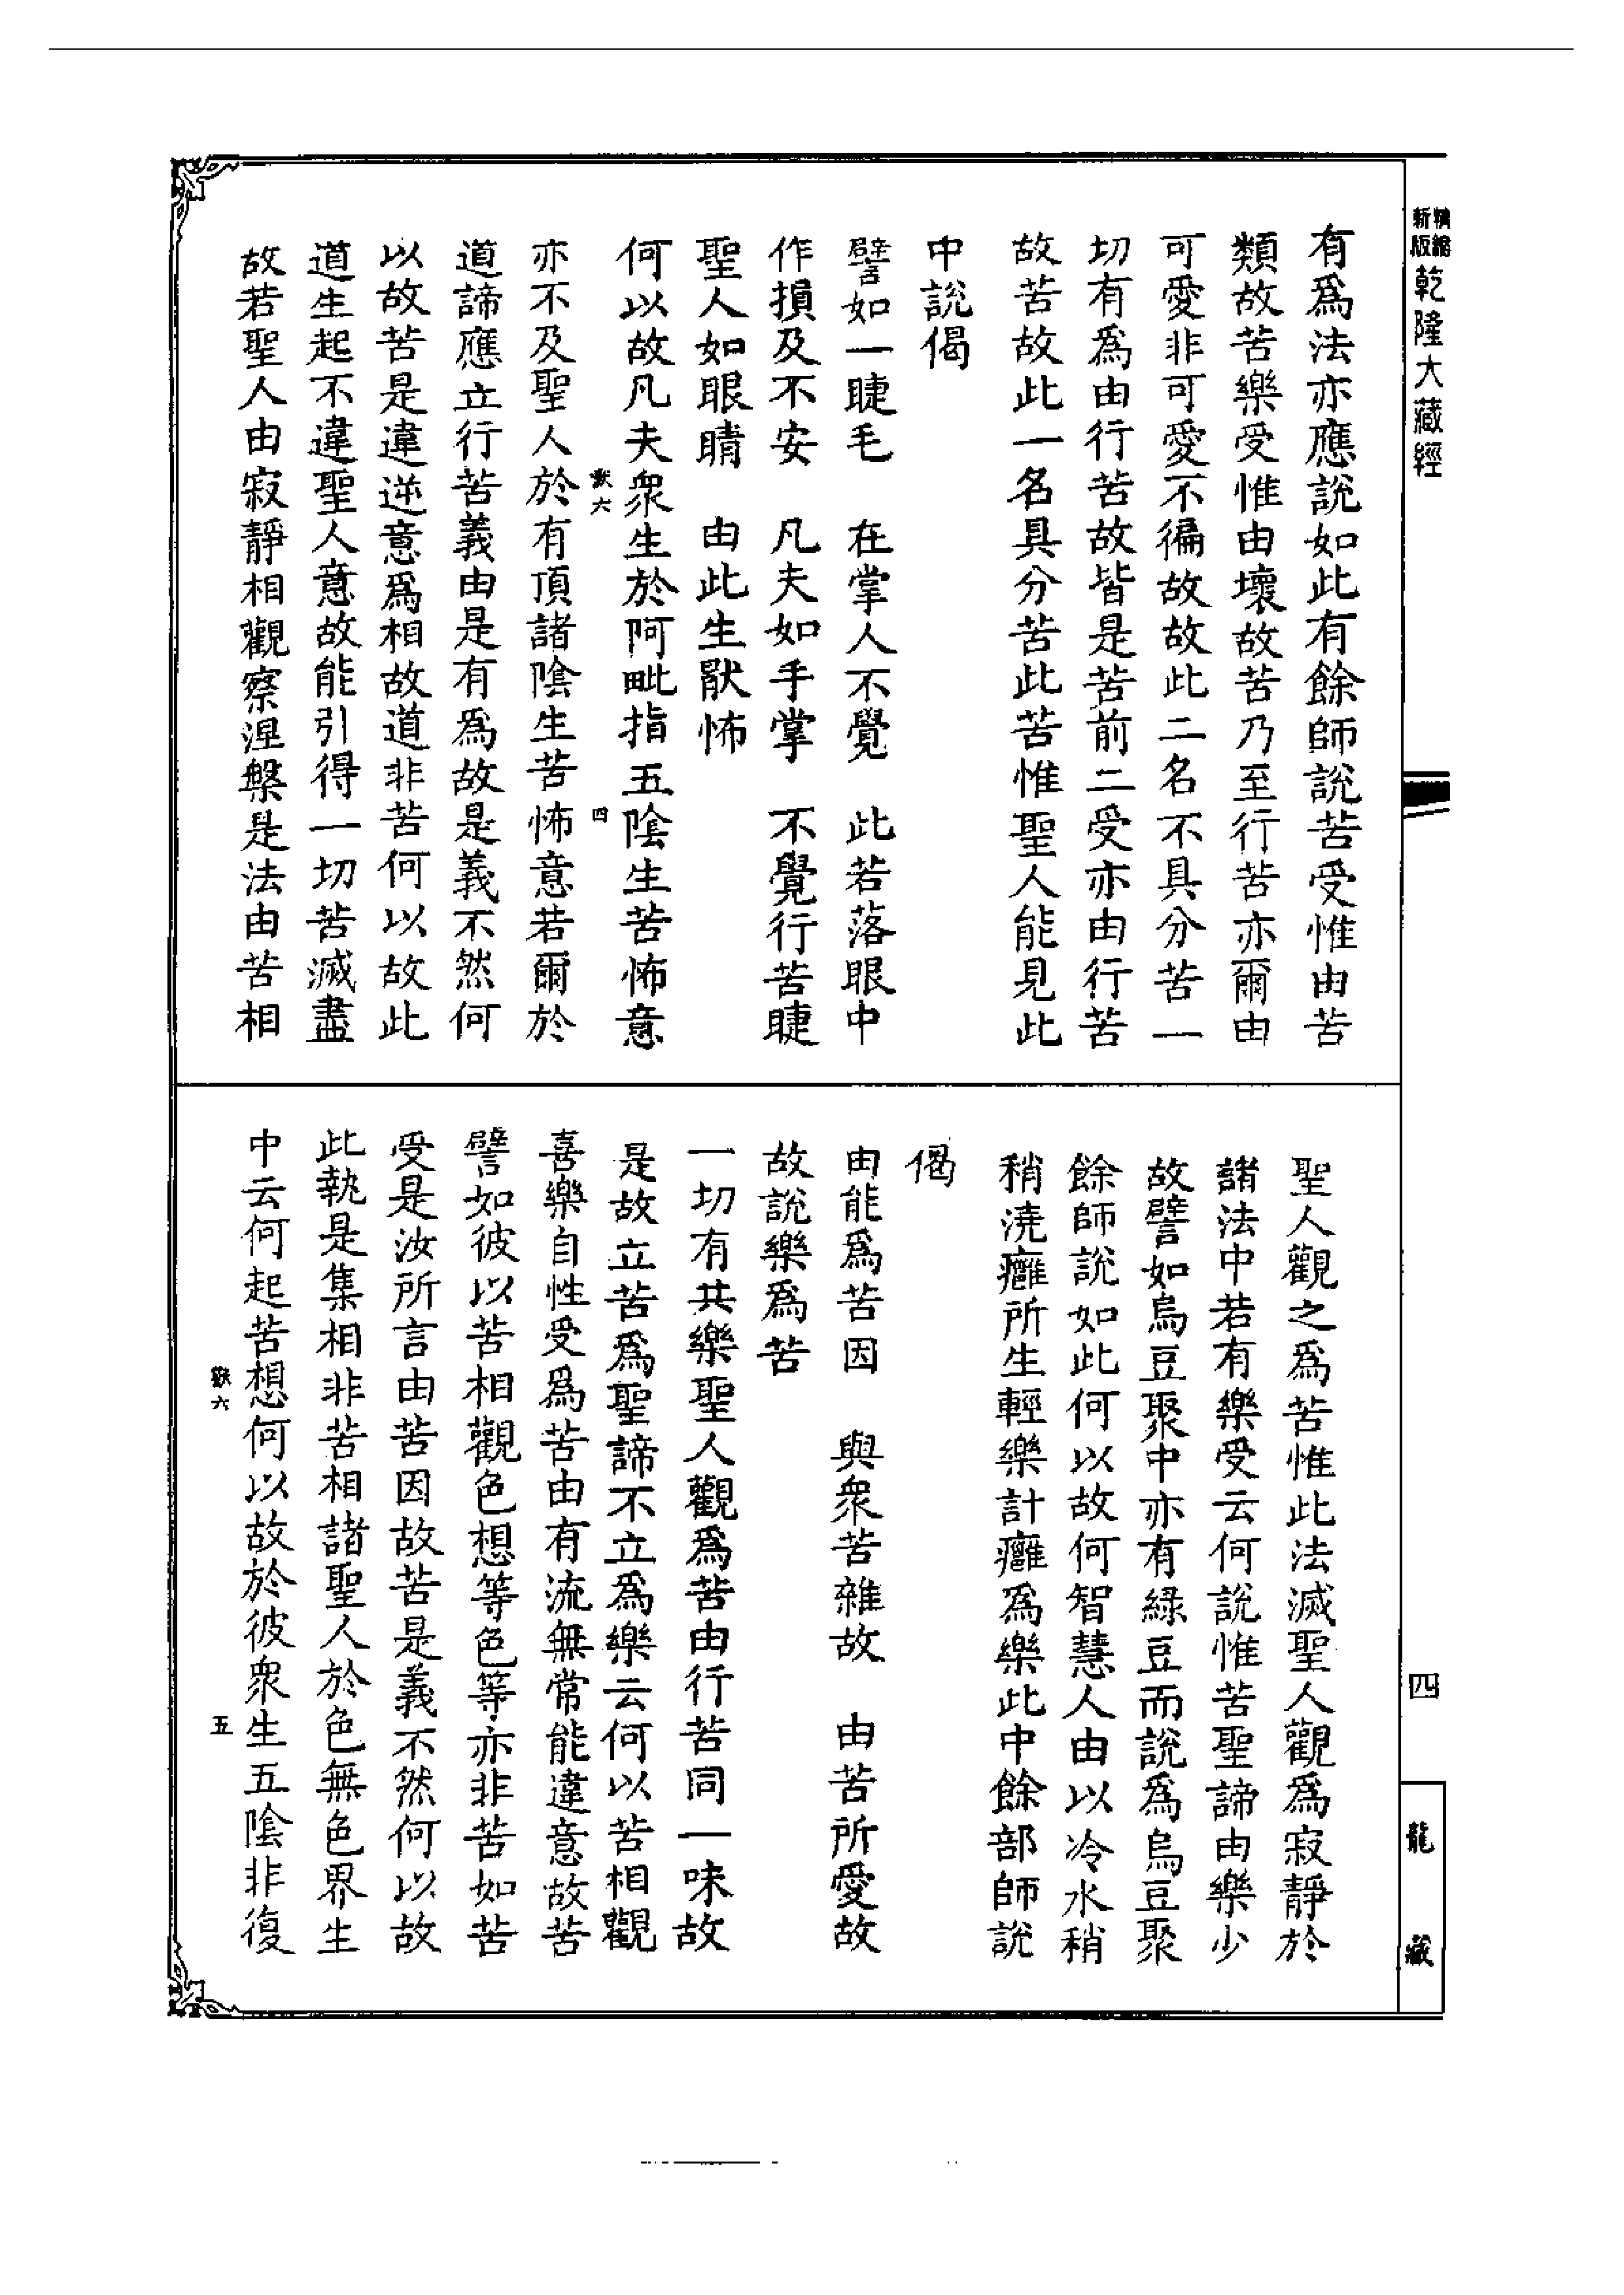 新版精縮乾隆大藏經
有爲法亦應說如此有餘師說苦受惟由苦
類故苦樂受惟由壞故苦乃至行苦亦爾由
可愛非可愛不徧故故此二名不具分苦一
切有爲由行苦故皆是苦前二受亦由行苦
故苦故此一名具分苦此苦惟聖人能見此
中說偈
譬如一睫毛　在掌人不覺　此若落眼中
作損及不安　凡夫如手掌　不覺行苦睫
聖人如眼睛　由此生厭怖
何以故凡夫衆生於阿毗指五陰生苦怖意
六　四
亦不及聖人於有頂諸陰生苦怖意若爾於
道諦應立行苦義由是有爲故是義不然何
以故苦是違逆意爲相故道非苦何以故此
道生起不違聖人意故能引得一切苦滅盡
故若聖人由寂靜相觀察涅槃是法由苦相
聖人觀之爲苦惟此法滅聖人觀爲寂靜於
諸法中若有樂受云何說惟苦聖諦由樂少
故譬如烏豆聚中亦有綠豆而說爲烏豆聚
餘師說如此何以故何智慧人由以冷水稍
稍澆癰所生輕樂計癰爲樂此中餘部師說
偈
由能爲苦因　與衆苦雜故　由苦所愛故
故說樂爲苦
一切有共樂聖人觀爲苦由行苦同一味故
是故立苦爲聖諦不立爲樂云何以苦相觀
喜樂自性受爲苦由有流無常能違意故苦
譬如彼以苦相觀色想等色等亦非苦如苦
受是汝所言由苦因故苦是義不然何以故
此執是集相非苦相諸聖人於色無色界生
中云何起苦想何以故於彼衆生五陰非復
六　五
四
龍藏